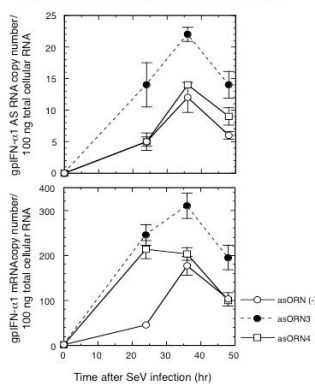 gpIFN-α1 AS RNA copy number/
100 ng total cellular RNA
25
20
15
10
5
0
gpIFN-α1 mRNAcopy number/
100 ng total cellular RNA
400
300
200
100
0
0 10 20 30 40 50
Time after SeV infection (hr)
asORN (-)
asORN3
asORN4